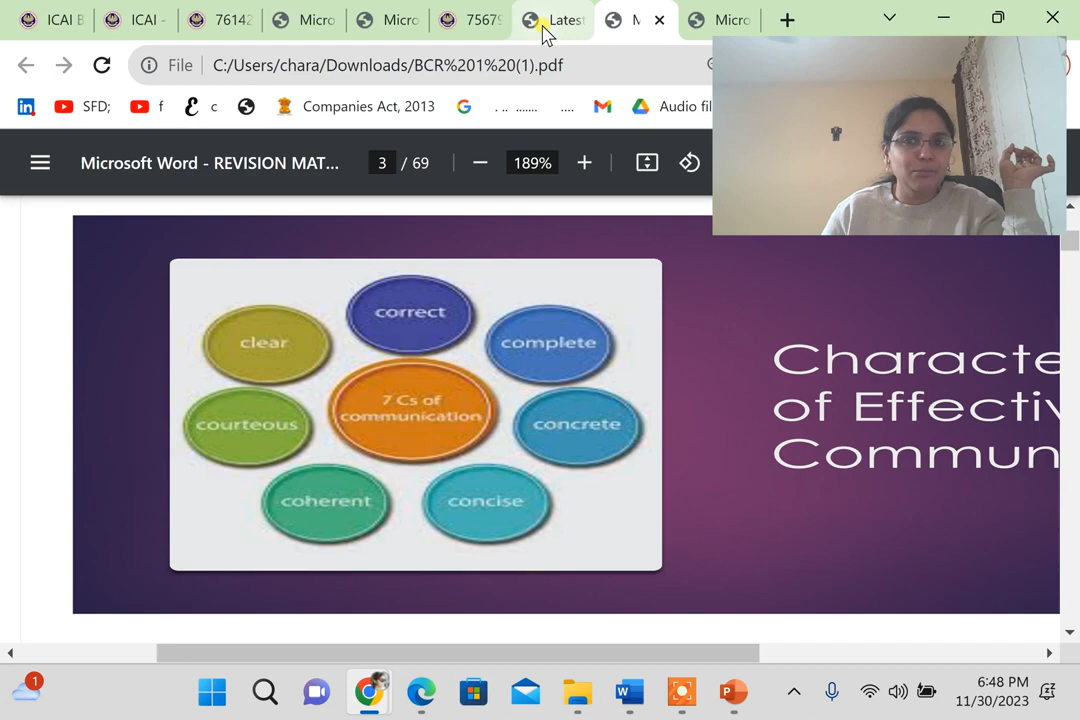 ICAI B
ICAI -
76142
Micro
Micro
7567
Latest
M
Micro
File
C:/Users/chara/Downloads/BCR%201%20(1).pdf
SFD;
f
c
Companies Act, 2013
. .. ....... ....
Audio fil
Microsoft Word - REVISION MAT...
3 / 69
189%
correct
clear
complete
7 Cs of
communication
courteous
concrete
coherent
concise
Characte
of Effectiv
Commun
1
6:48 PM
11/30/2023